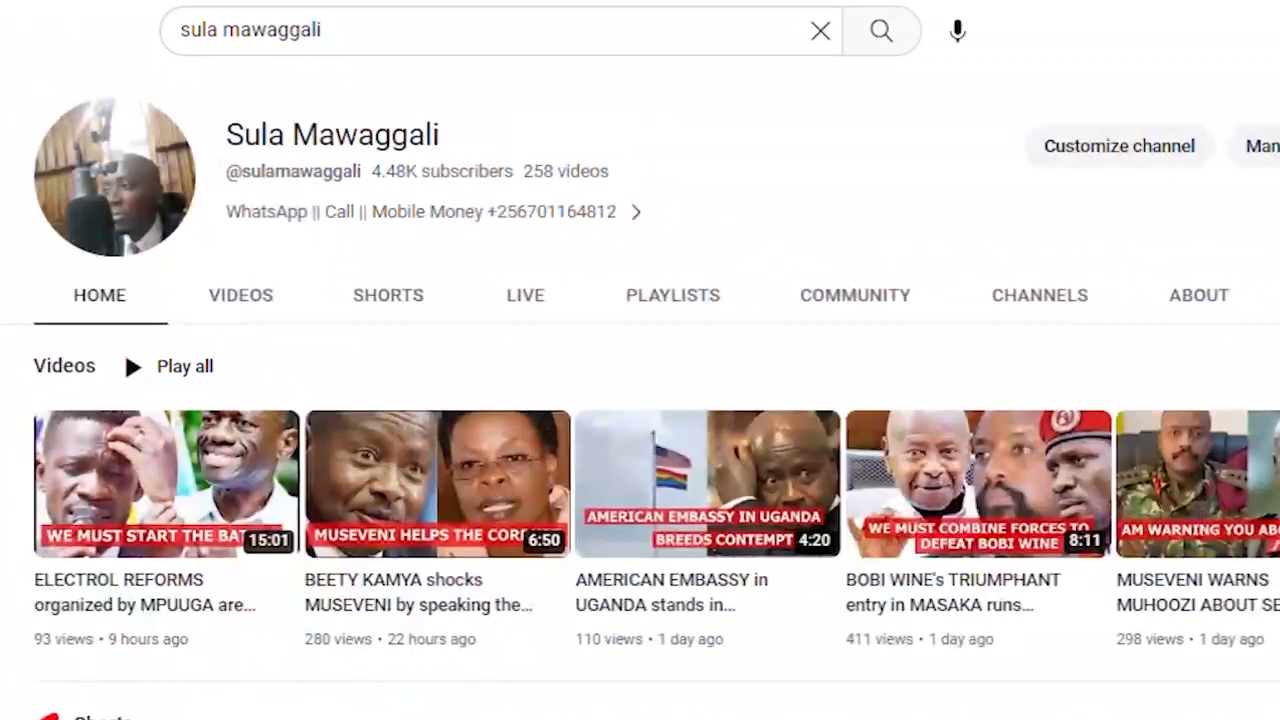 sula mawaggali
Sula Mawaggali
@sulamawaggali 4.48K subscribers 258 videos
Customize channel Man
WhatsApp || Call || Mobile Money +256701164812
HOME VIDEOS SHORTS LIVE PLAYLISTS COMMUNITY CHANNELS ABOUT
Videos Play all
WE MUST START THE BAT 15:01
MUSEVENI HELPS THE COR 6:50
AMERICAN EMBASSY IN UGANDA
BREEDS CONTEMPT 4:20
WE MUST COMBINE FORCES TO
DEFEAT BOBI WINE 8:11
AM WARNING YOU AB
ELECTROL REFORMS
organized by MPUUGA are...
93 views • 9 hours ago
BEETY KAMYA shocks
MUSEVENI by speaking the...
280 views • 22 hours ago
AMERICAN EMBASSY in
UGANDA stands in...
110 views • 1 day ago
BOBI WINE's TRIUMPHANT
entry in MASAKA runs...
411 views • 1 day ago
MUSEVENI WARNS
MUHOOZI ABOUT SE
298 views • 1 day ago
Shorts